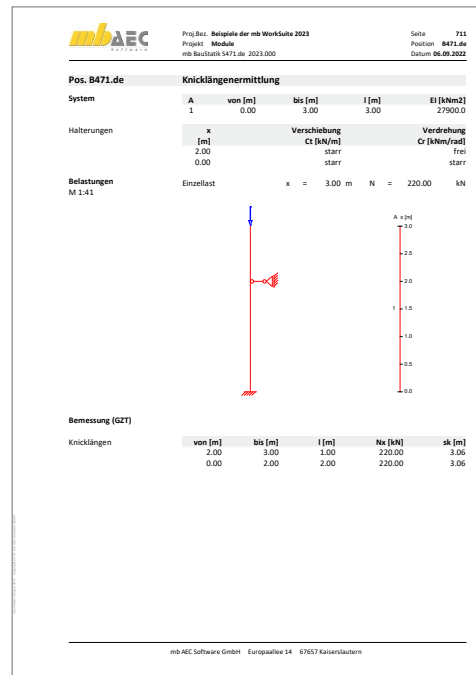 mb AEC
Software
Proj.Bez. Beispiele der mb WorkSuite 2023
Projekt Module
mb BauStatik S471.de 2023.000
Seite 711
Position B471.de
Datum 06.09.2022
Pos. B471.de Knicklängenermittlung
System A von [m] bis [m] l [m] EI [kNm2]
1 0.00 3.00 3.00 27900.0
Halterungen x Verschiebung Verdrehung
[m] Ct [kN/m] Cr [kNm/rad]
2.00 starr frei
0.00 starr starr
Belastungen Einzellast x = 3.00 m N = 220.00 kN
M 1:41
A x [m]
3.0
2.5
2.0
1 1.5
1.0
0.5
0.0
Bemessung (GZT)
Knicklängen von [m] bis [m] l [m] Nx [kN] sk [m]
2.00 3.00 1.00 220.00 3.06
0.00 2.00 2.00 220.00 3.06
mb AEC Software GmbH Europaallee 14 67657 Kaiserslautern